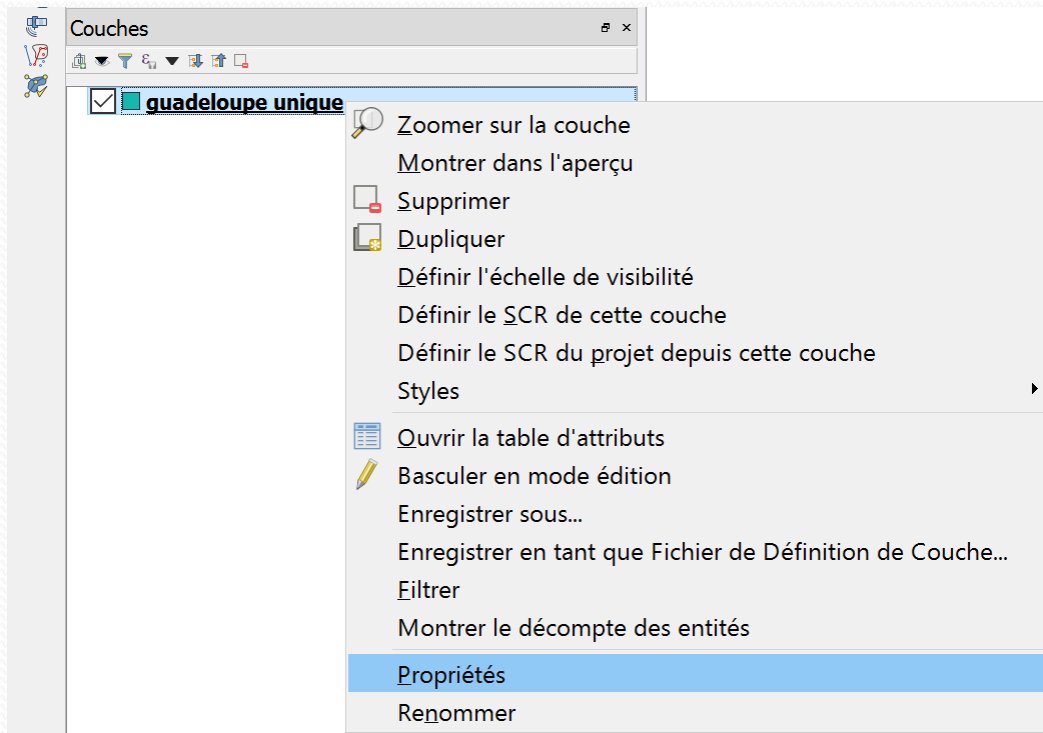 Couches
guadeloupe unique
Zoomer sur la couche
Montrer dans l'aperçu
Supprimer
Dupliquer
Définir l'échelle de visibilité
Définir le SCR de cette couche
Définir le SCR du projet depuis cette couche
Styles
Ouvrir la table d'attributs
Basculer en mode édition
Enregistrer sous...
Enregistrer en tant que Fichier de Définition de Couche...
Filtrer
Montrer le décompte des entités
Propriétés
Renommer